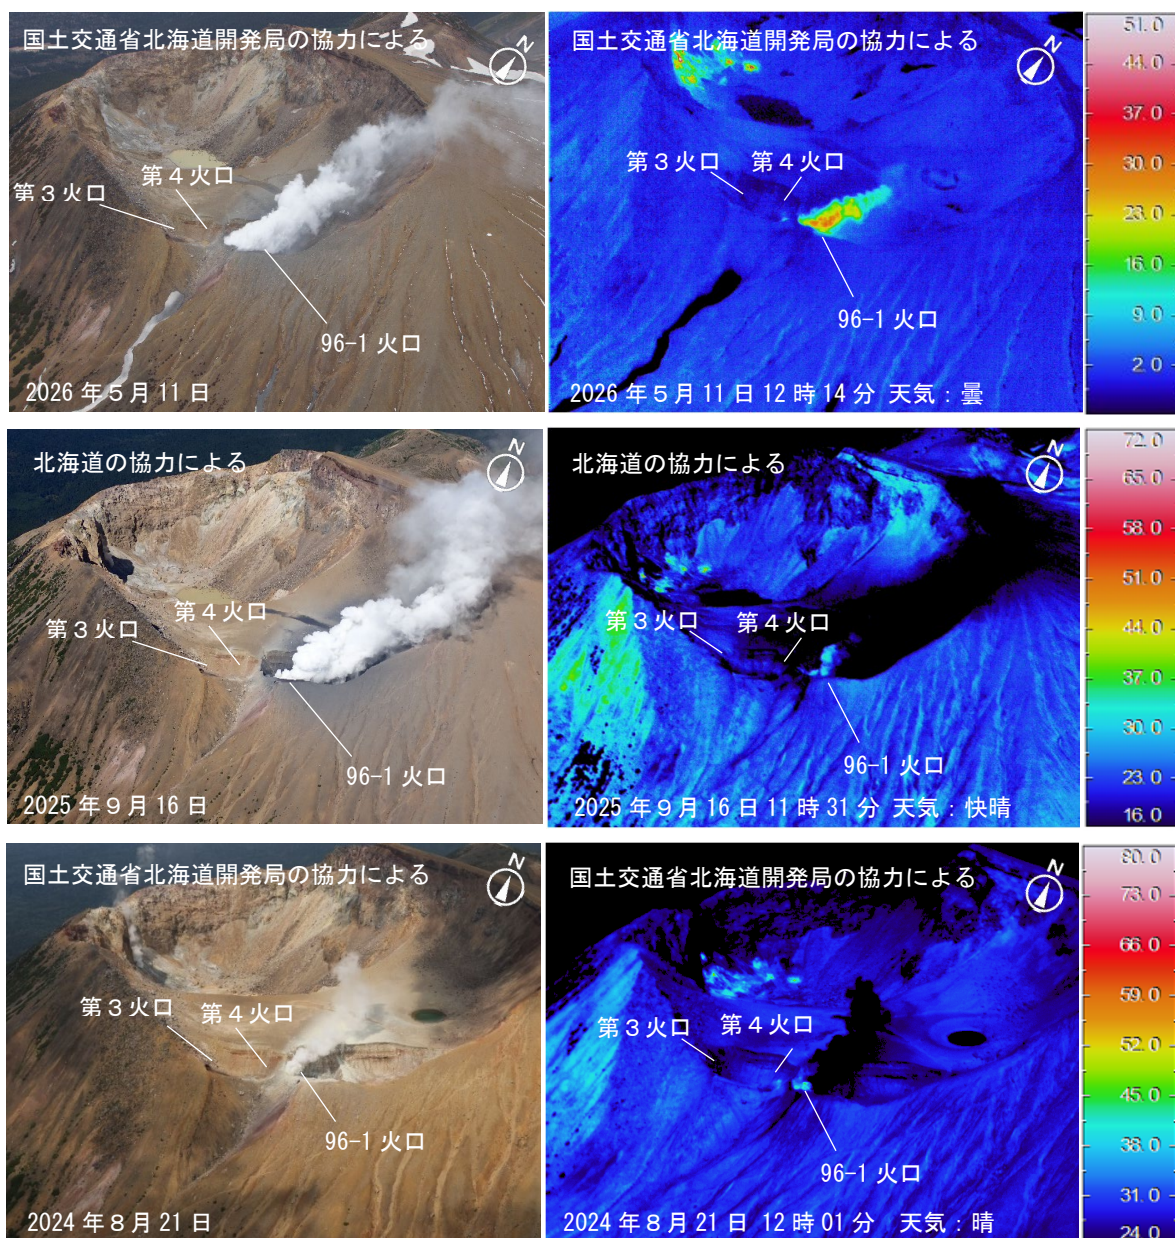 国土交通省北海道開発局の協力による
N
第３火口
第４火口
96-1 火口
2026 年５月 11 日
国土交通省北海道開発局の協力による
N
第３火口
第４火口
96-1 火口
2026 年５月 11 日 12 時 14 分 天気：曇
51.0
44.0
37.0
30.0
23.0
16.0
9.0
2.0
北海道の協力による
N
第３火口
第４火口
96-1 火口
2025 年９月 16 日
北海道の協力による
N
第３火口
第４火口
96-1 火口
2025 年９月 16 日 11 時 31 分 天気：快晴
72.0
65.0
58.0
51.0
44.0
37.0
30.0
23.0
16.0
国土交通省北海道開発局の協力による
N
第３火口
第４火口
96-1 火口
2024 年８月 21 日
国土交通省北海道開発局の協力による
N
第３火口
第４火口
96-1 火口
2024 年８月 21 日 12 時 01 分 天気：晴
80.0
73.0
66.0
59.0
52.0
45.0
38.0
31.0
24.0